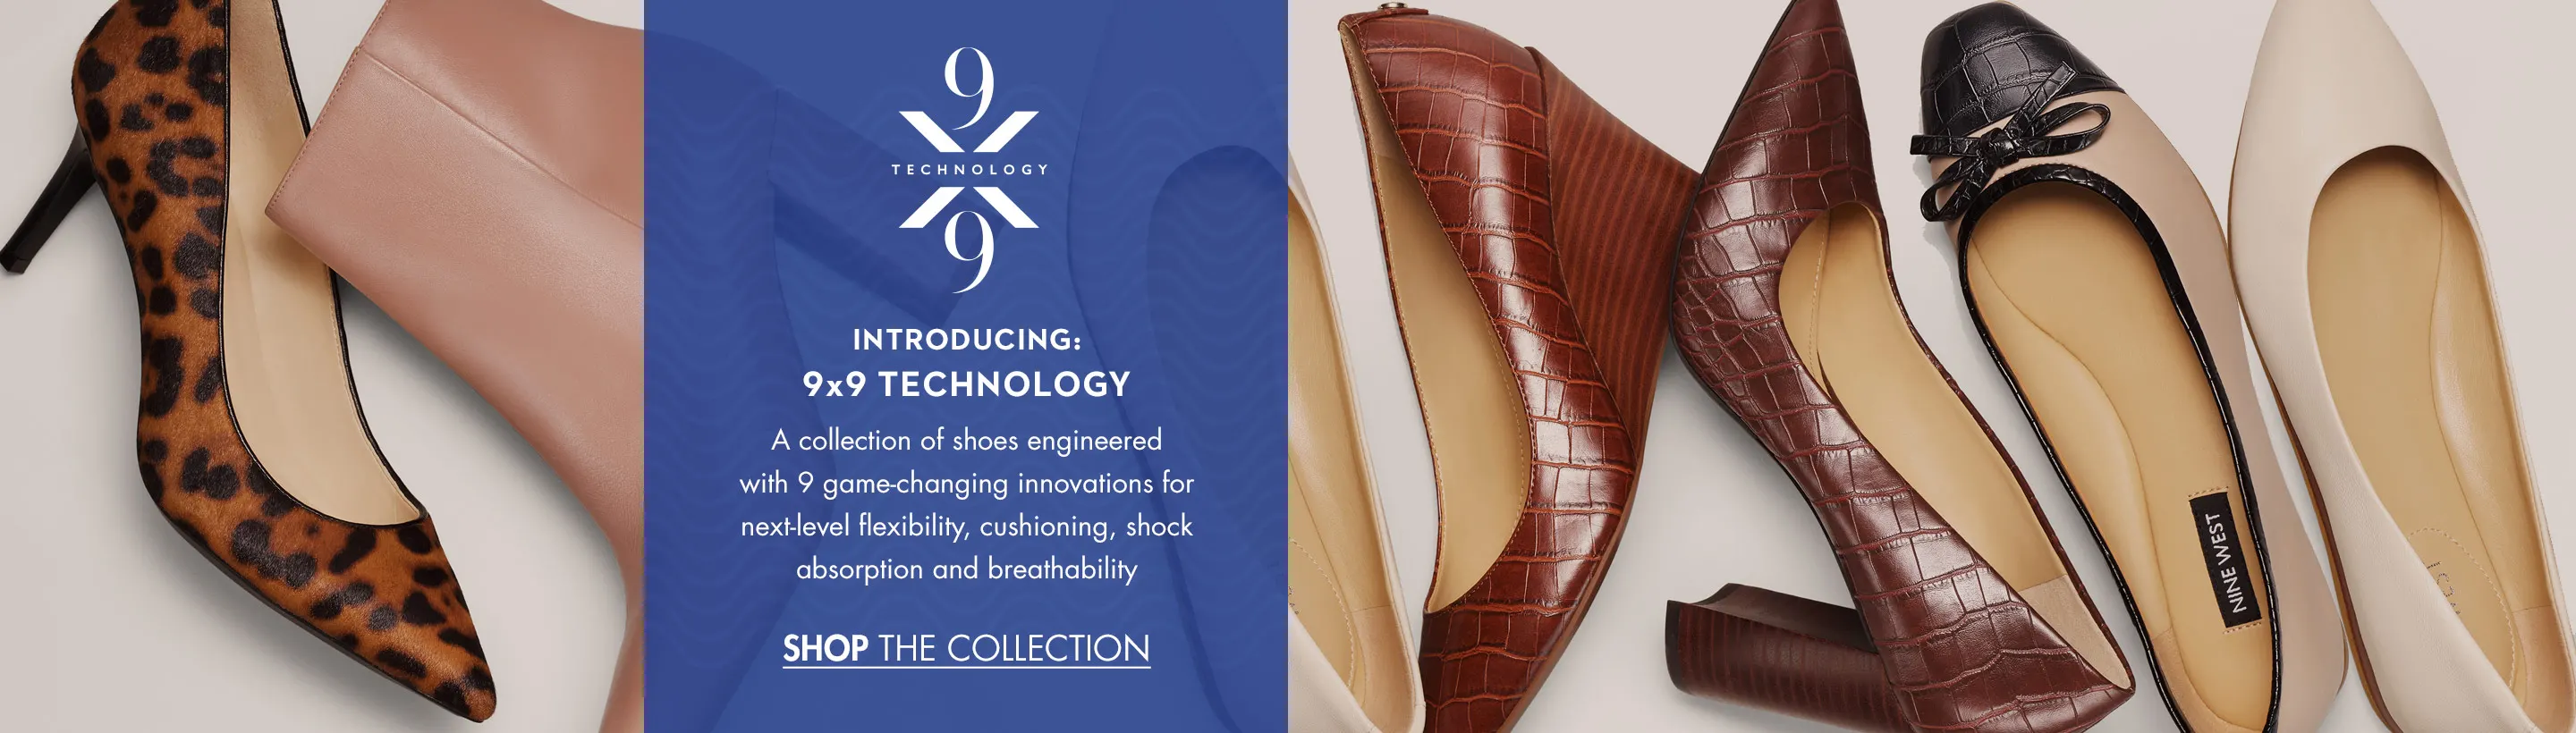 9
TECHNOLOGY
9
INTRODUCING:
9x9 TECHNOLOGY
A collection of shoes engineered
with 9 game-changing innovations for
next-level flexibility, cushioning, shock
absorption and breathability
SHOP THE COLLECTION
NINE WEST